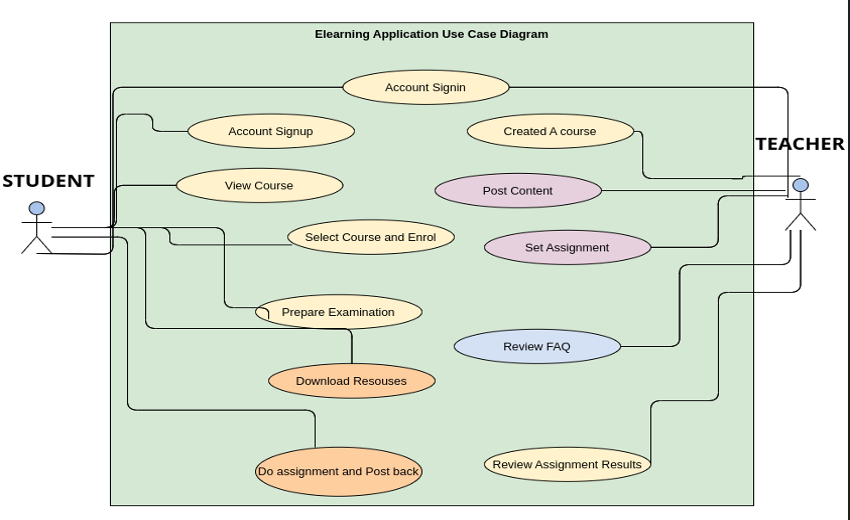 Elearning Application Use Case Diagram
Account Signin
Account Signup
Created A course
TEACHER
STUDENT
View Course
Post Content
Select Course and Enrol
Set Assignment
Prepare Examination
Review FAQ
Download Resouses
Do assignment and Post back
Review Assignment Results